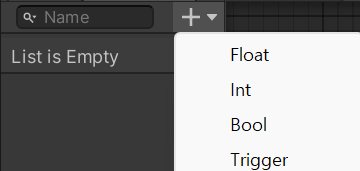 Name
List is Empty
Float
Int
Bool
Trigger